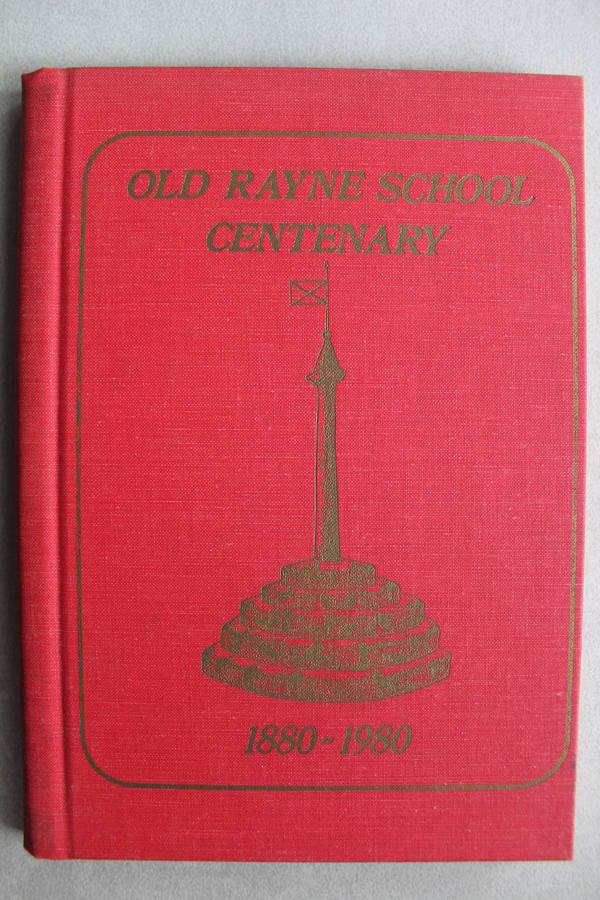 OLD RAYNE SCHOOL
CENTENARY
1880~1980